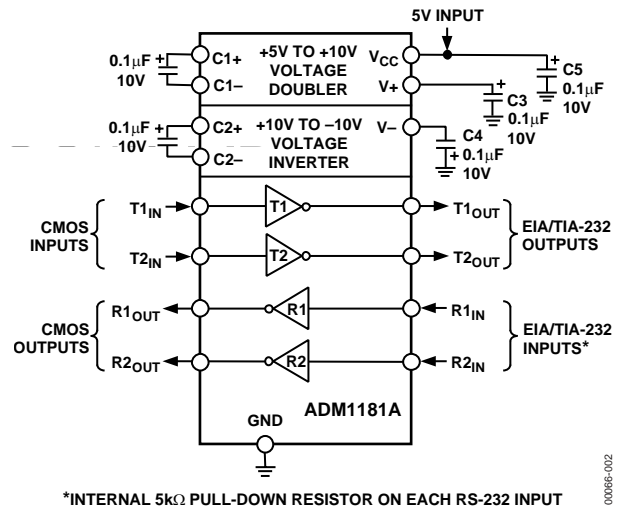 5V INPUT
0.1µF
10V
+
C1+
C1–
+5V TO +10V
VOLTAGE
DOUBLER
VCC
V+
+
C5
0.1µF
10V
+
C3
0.1µF
10V
0.1µF
10V
+
C2+
C2–
+10V TO –10V
VOLTAGE
INVERTER
V–
C4
+
0.1µF
10V
CMOS
INPUTS
T1IN
T1
T1OUT
T2IN
T2
T2OUT
EIA/TIA-232
OUTPUTS
CMOS
OUTPUTS
R1OUT
R1
R1IN
R2OUT
R2
R2IN
EIA/TIA-232
INPUTS*
GND
ADM1181A
*INTERNAL 5kΩ PULL-DOWN RESISTOR ON EACH RS-232 INPUT
00066-002